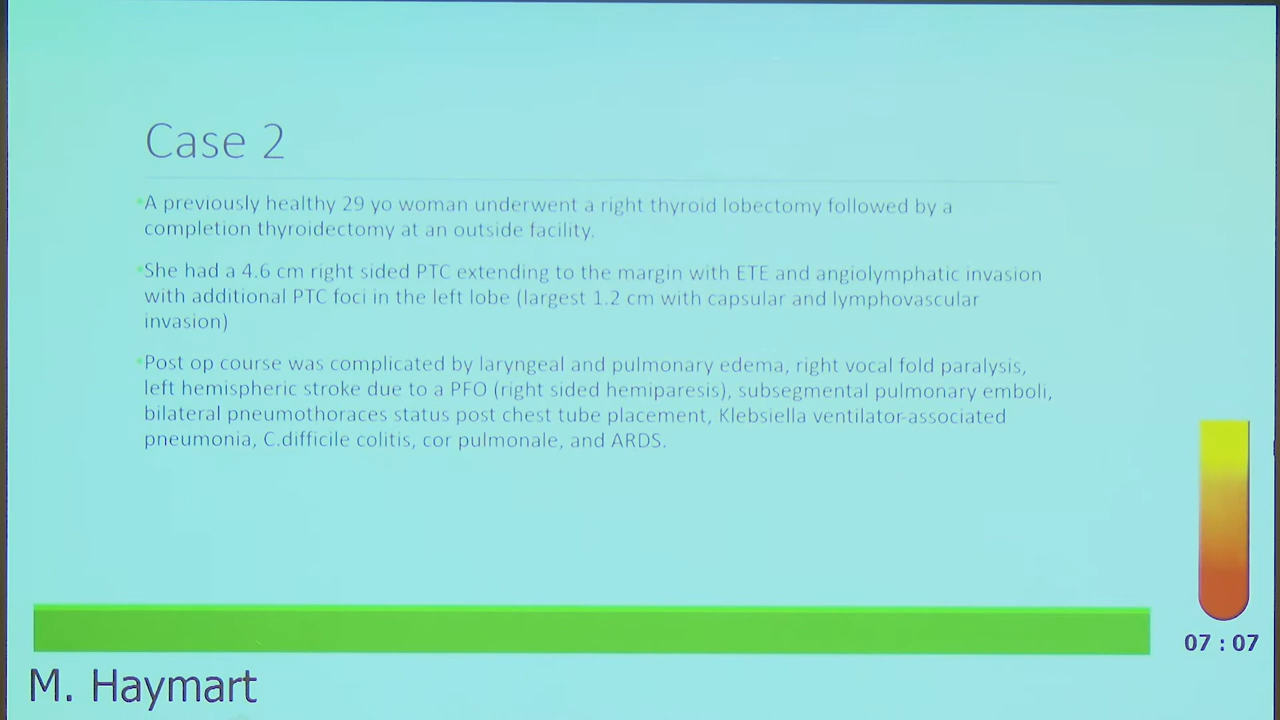 Case 2
•A previously healthy 29 yo woman underwent a right thyroid lobectomy followed by a
completion thyroidectomy at an outside facility.
•She had a 4.6 cm right sided PTC extending to the margin with ETE and angiolymphatic invasion
with additional PTC foci in the left lobe (largest 1.2 cm with capsular and lymphovascular
invasion)
•Post op course was complicated by laryngeal and pulmonary edema, right vocal fold paralysis,
left hemispheric stroke due to a PFO (right sided hemiparesis), subsegmental pulmonary emboli,
bilateral pneumothoraces status post chest tube placement, Klebsiella ventilator-associated
pneumonia, C.difficile colitis, cor pulmonale, and ARDS.
07 : 07
M. Haymart